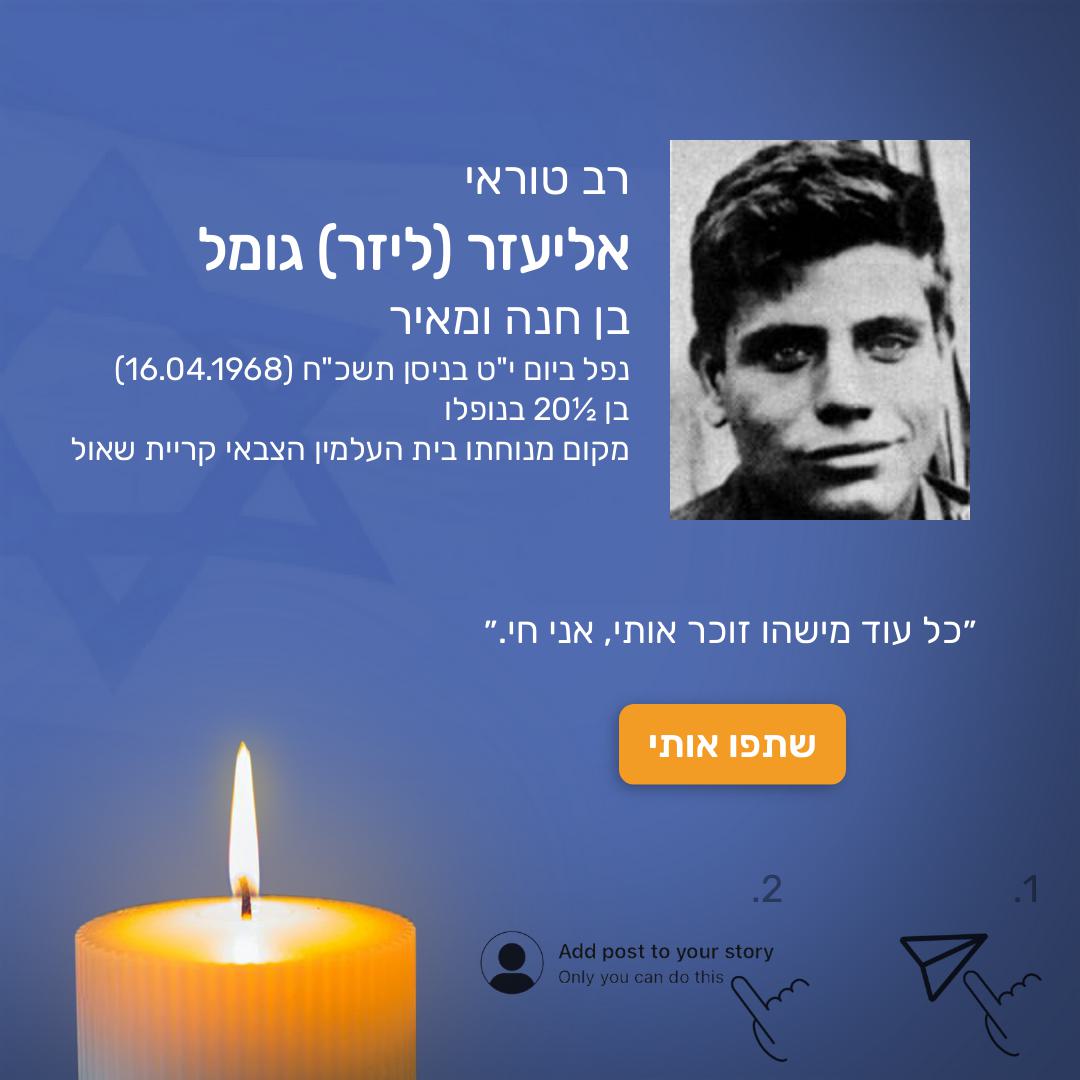 רב טוראי
אליעזר (ליזר) גומל
בן חנה ומאיר
נפל ביום י"ט בניסן תשכ"ח (16.04.1968)
בן 20½ בנופלו
מקום מנוחתו בית העלמין הצבאי קריית שאול
״כל עוד מישהו זוכר אותי, אני חי.״
שתפו אותי
1.
2.
Add post to your story
Only you can do this